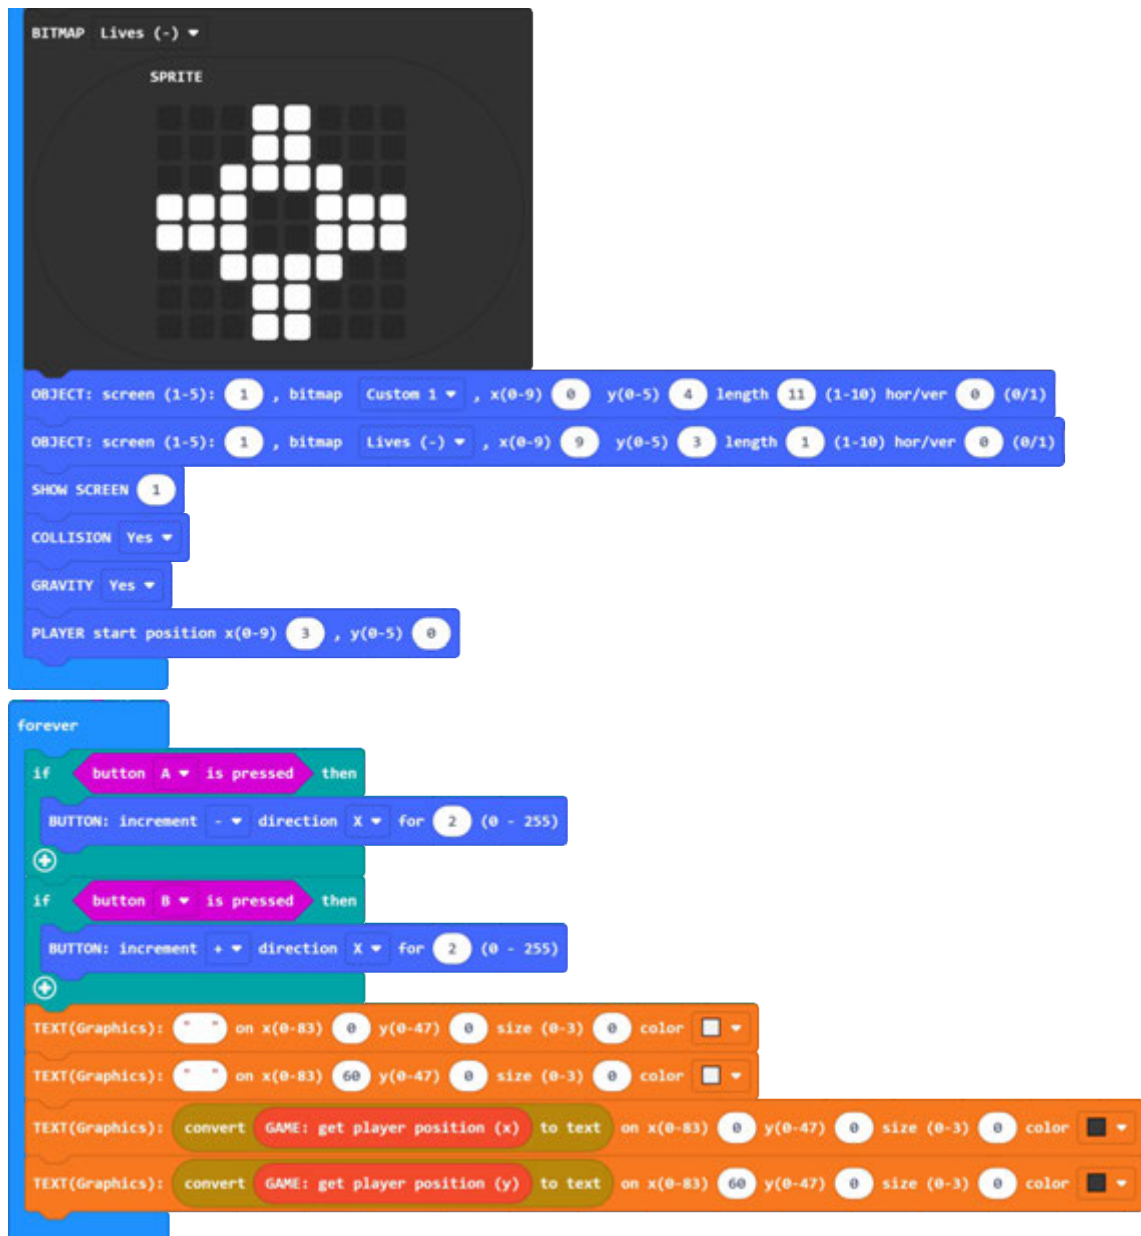 BITMAP Lives (-)
SPRITE
OBJECT: screen (1-5): 1 , bitmap Custom 1 , x(0-9) 0 y(0-5) 4 length 11 (1-10) hor/ver 0 (0/1)
OBJECT: screen (1-5): 1 , bitmap Lives (-) , x(0-9) 9 y(0-5) 3 length 1 (1-10) hor/ver 0 (0/1)
SHOW SCREEN 1
COLLISION Yes
GRAVITY Yes
PLAYER start position x(0-9) 3 , y(0-5) 0
forever
if button A is pressed then
BUTTON: increment - direction X for 2 (0 - 255)
if button B is pressed then
BUTTON: increment + direction X for 2 (0 - 255)
TEXT(Graphics): " " on x(0-83) 0 y(0-47) 0 size (0-3) 0 color
TEXT(Graphics): " " on x(0-83) 60 y(0-47) 0 size (0-3) 0 color
TEXT(Graphics): convert GAME: get player position (x) to text on x(0-83) 0 y(0-47) 0 size (0-3) 0 color
TEXT(Graphics): convert GAME: get player position (y) to text on x(0-83) 60 y(0-47) 0 size (0-3) 0 color